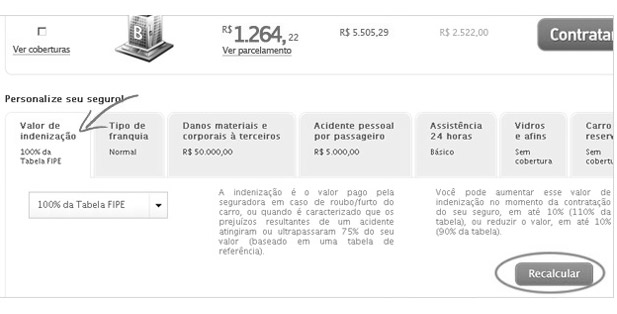 B
R$ 1.264,22
R$ 5.505,29
R$ 2.522,00
Ver coberturas
Ver parcelamento
Personalize seu seguro!
Valor de
indenização
100% da
Tabela FIPE
Tipo de
franquia
Normal
Danos materiais e
corporais à terceiros
R$ 50.000,00
Acidente pessoal
por passageiro
R$ 5.000,00
Assistência
24 horas
Básico
Vidros
e afins
Sem
cobertura
Carro
Sem
100% da Tabela FIPE
A indenização é o valor pago pela
seguradora em caso de roubo/furto do
carro, ou quando é caracterizado que os
prejuízos resultantes de um acidente
atingiram ou ultrapassaram 75% do seu
valor (baseado em uma tabela de
referência).
Você pode aumentar esse valor de
indenização no momento da contratação
do seu seguro, em até 10% (110% da
tabela), ou reduzir o valor, em até 10%
(90% da tabela).
Recalcular